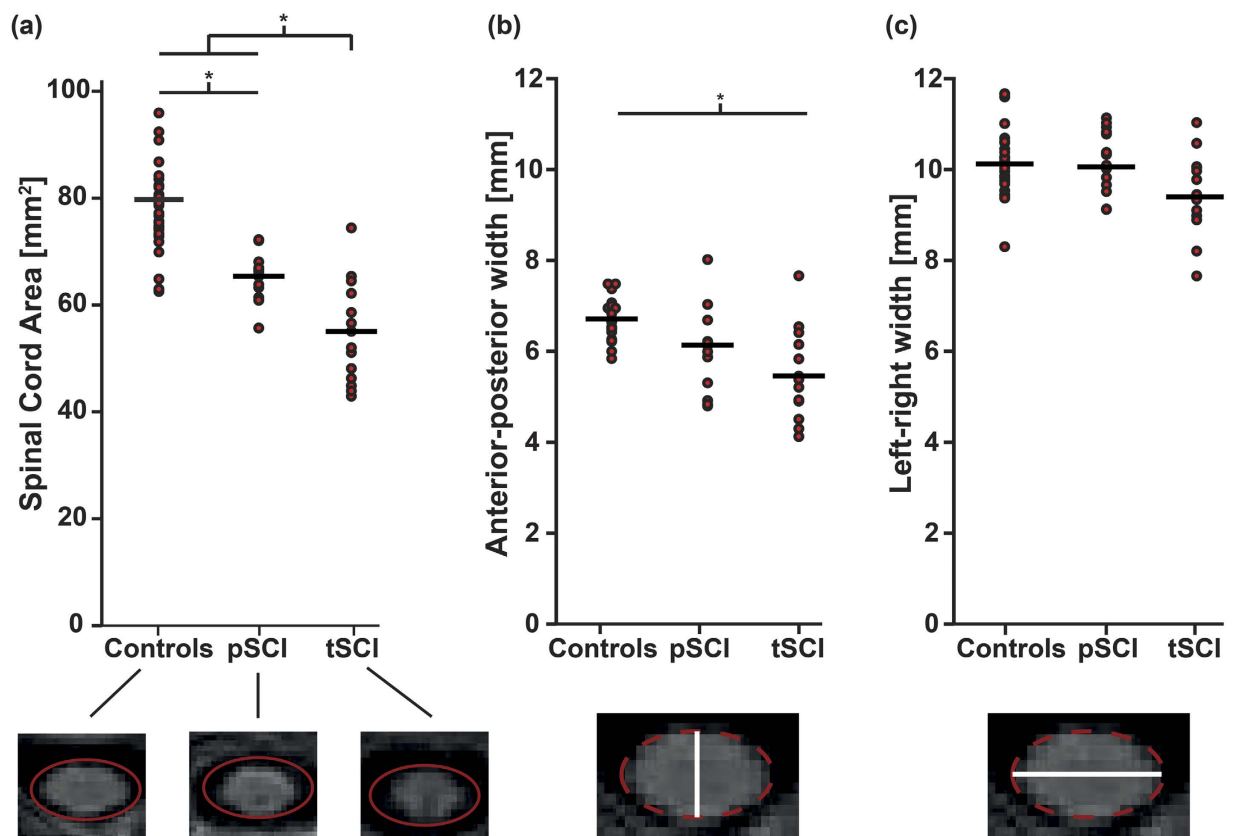 (a)
*
*
Spinal Cord Area [mm²]
100
80
60
40
20
0
Controls pSCI tSCI
(b)
*
Anterior-posterior width [mm]
12
10
8
6
4
2
0
Controls pSCI tSCI
(c)
Left-right width [mm]
12
10
8
6
4
2
0
Controls pSCI tSCI